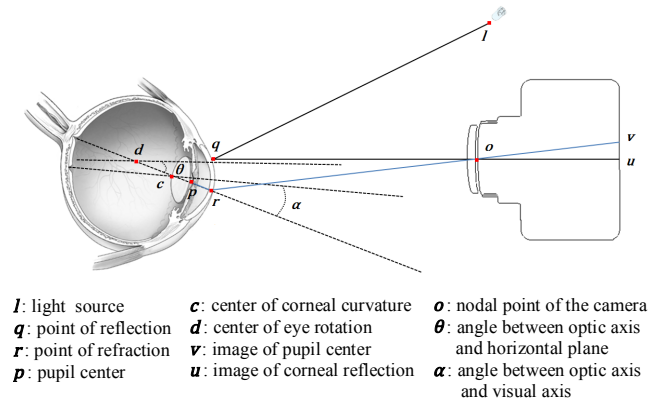 l
d
q
θ
c
p
r
α
o
v
u
l: light source
q: point of reflection
r: point of refraction
p: pupil center
c: center of corneal curvature
d: center of eye rotation
v: image of pupil center
u: image of corneal reflection
o: nodal point of the camera
θ: angle between optic axis
and horizontal plane
α: angle between optic axis
and visual axis